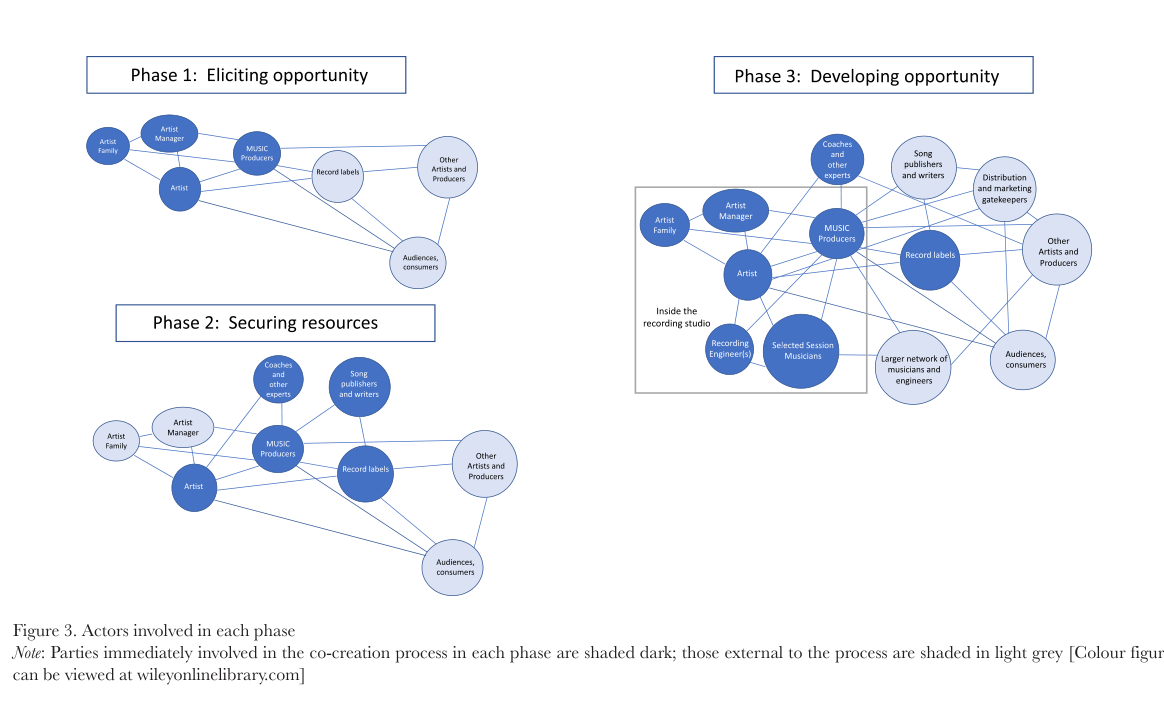 Phase 1:  Eliciting opportunity
Artist
Family
Artist
Manager
MUSIC
Producers
Artist
Record labels
Other
Artists and
Producers
Audiences,
consumers
Phase 2:  Securing resources
Coaches
and
other
experts
Song
publishers
and writers
Artist
Family
Artist
Manager
MUSIC
Producers
Artist
Record labels
Other
Artists and
Producers
Audiences,
consumers
Phase 3:  Developing opportunity
Coaches
and
other
experts
Song
publishers
and writers
Distribution
and marketing
gatekeepers
Artist
Family
Artist
Manager
MUSIC
Producers
Artist
Record labels
Other
Artists and
Producers
Inside the
recording studio
Recording
Engineer(s)
Selected Session
Musicians
Larger network of
musicians and
engineers
Audiences,
consumers
Figure 3. Actors involved in each phase
Note: Parties immediately involved in the co-creation process in each phase are shaded dark; those external to the process are shaded in light grey [Colour figur
can be viewed at wileyonlinelibrary.com]